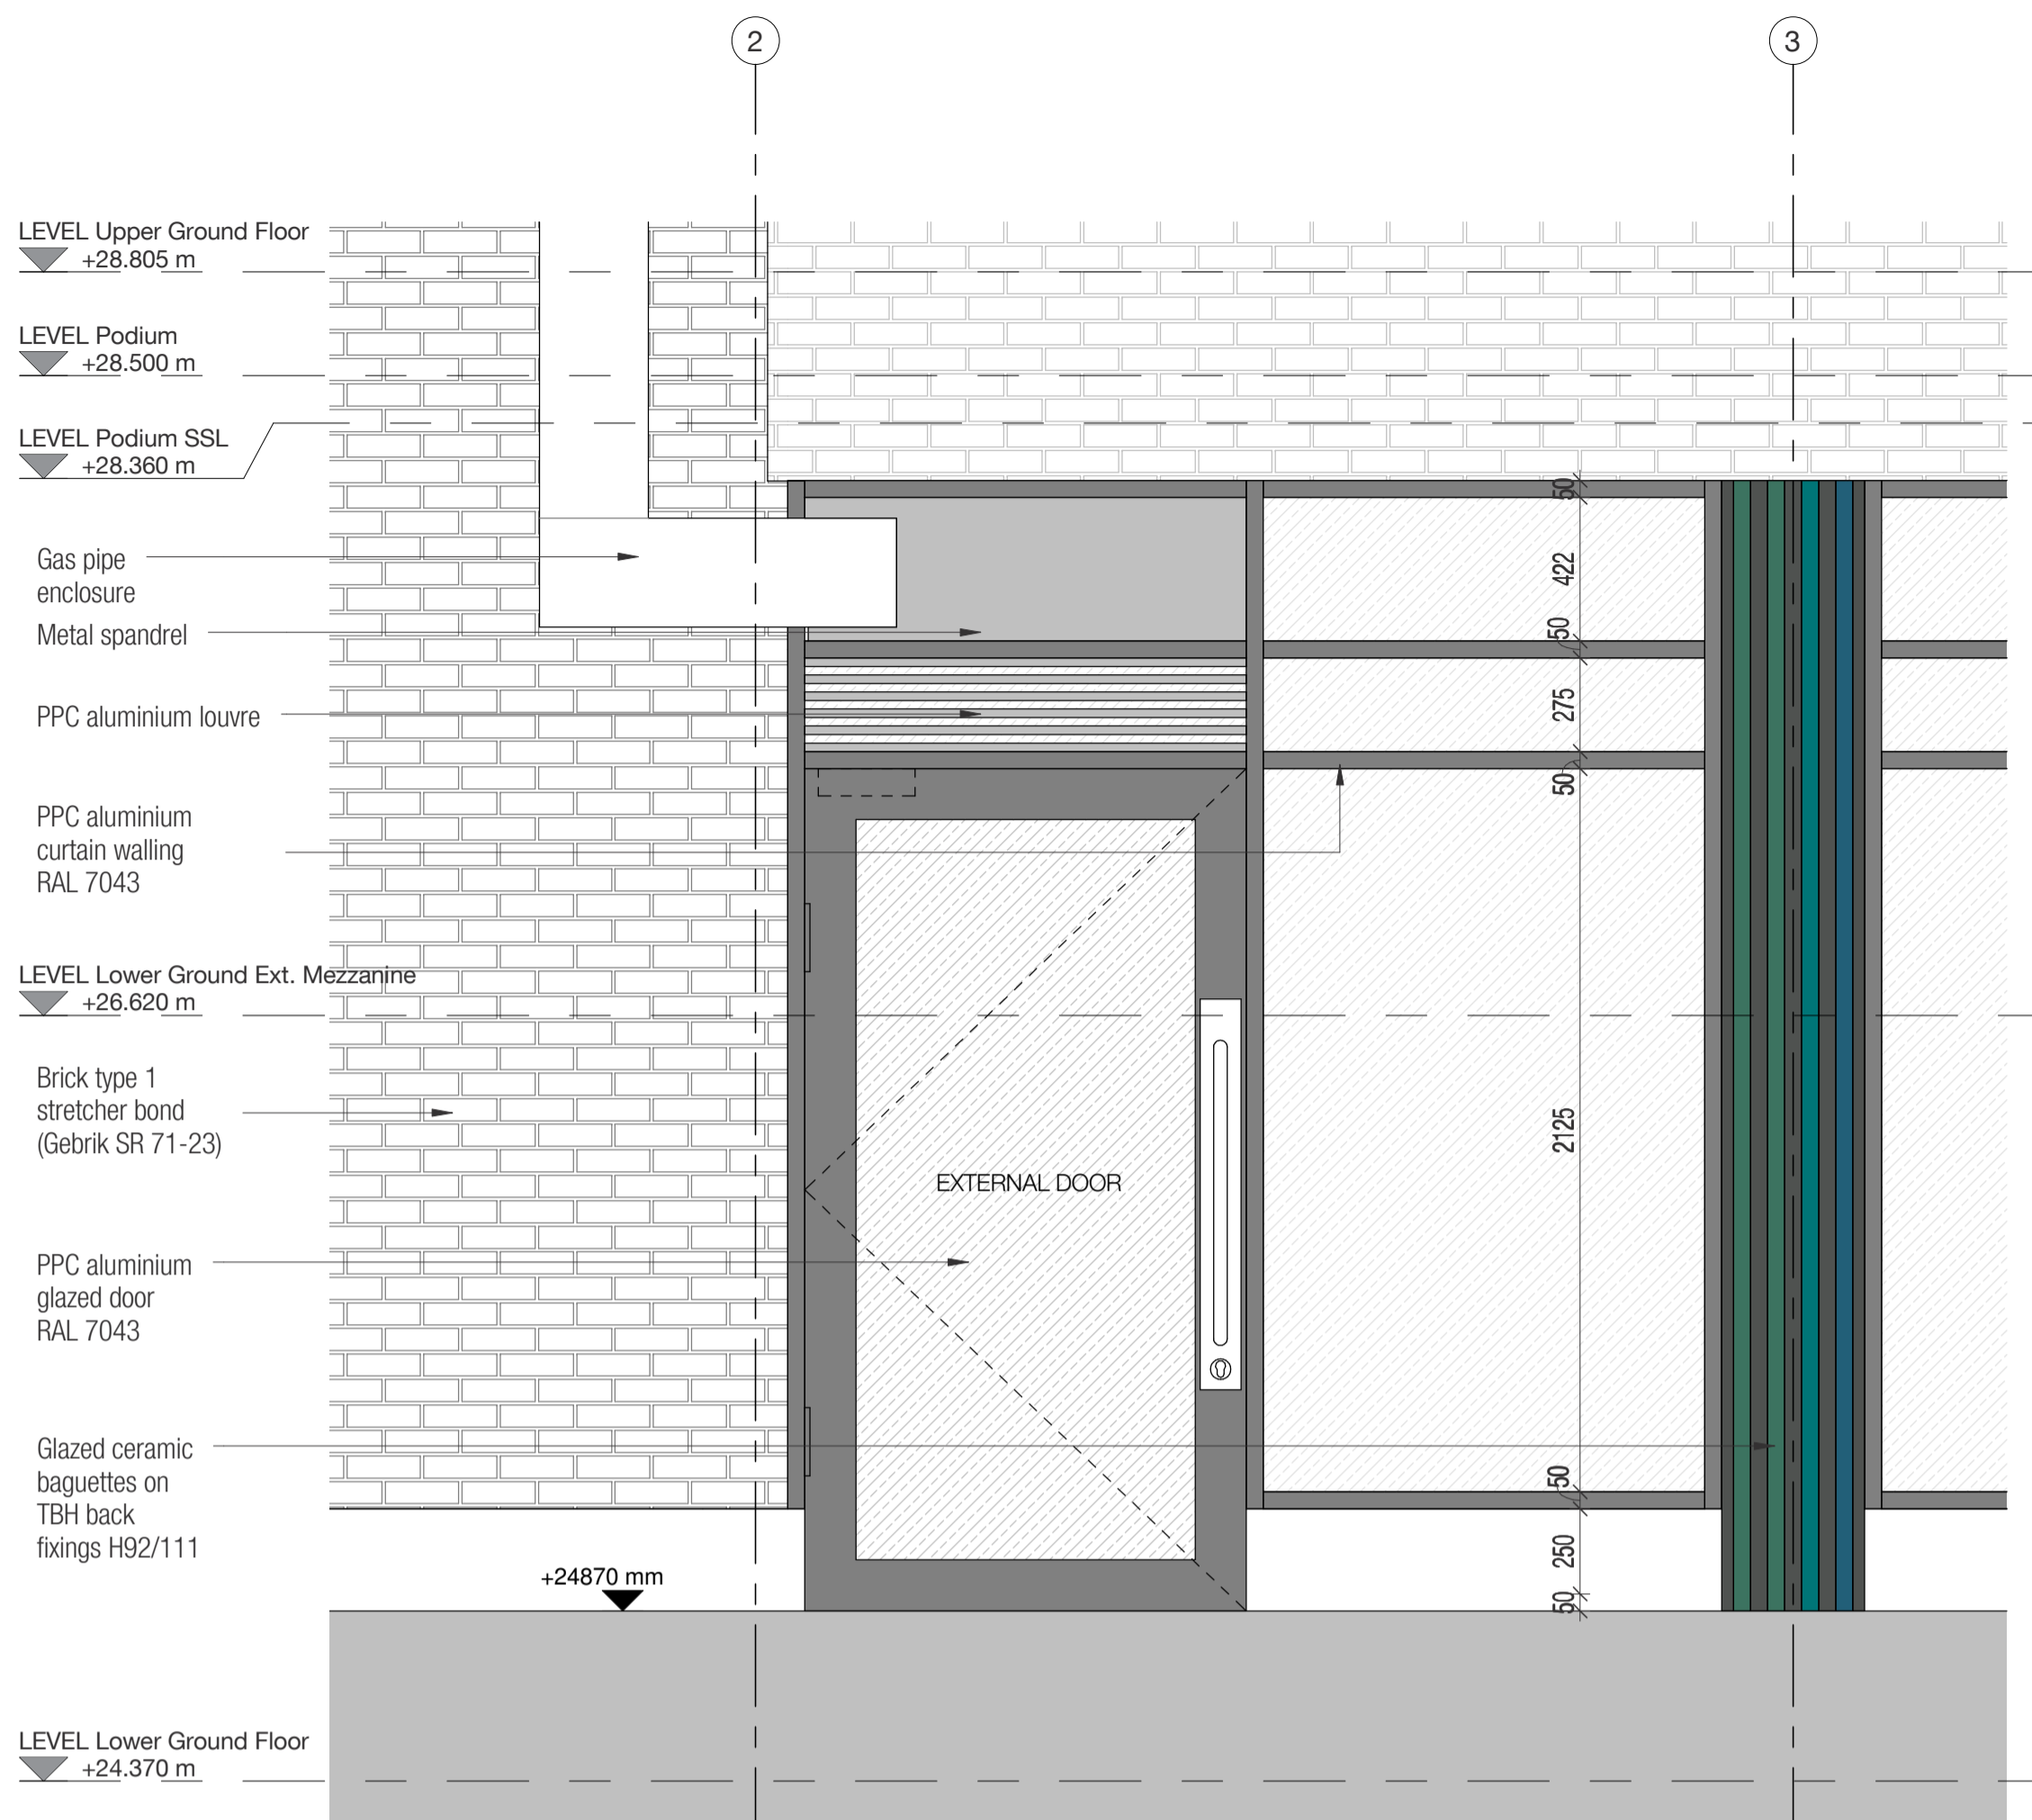 2
3
LEVEL Upper Ground Floor
+28.805 m
LEVEL Podium
+28.500 m
LEVEL Podium SSL
+28.360 m
Gas pipe
enclosure
Metal spandrel
PPC aluminium louvre
PPC aluminium
curtain walling
RAL 7043
LEVEL Lower Ground Ext. Mezzanine
+26.620 m
Brick type 1
stretcher bond
(Gebrik SR 71-23)
PPC aluminium
glazed door
RAL 7043
Glazed ceramic
baguettes on
TBH back
fixings H92/111
+24870 mm
LEVEL Lower Ground Floor
+24.370 m
EXTERNAL DOOR
50
422
50
275
50
2125
50
250
50